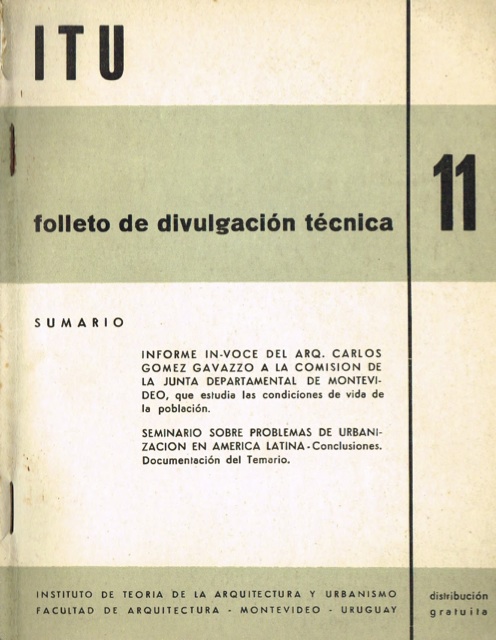 ITU
11
folleto de divulgación técnica
SUMARIO
INFORME IN-VOCE DEL ARQ. CARLOS
GOMEZ GAVAZZO A LA COMISION DE
LA JUNTA DEPARTAMENTAL DE MONTEVI-
DEO, que estudia las condiciones de vida de
la población.
SEMINARIO SOBRE PROBLEMAS DE URBANI-
ZACION EN AMERICA LATINA-Conclusiones.
Documentación del Temario.
INSTITUTO DE TEORIA DE LA ARQUITECTURA Y URBANISMO
FACULTAD DE ARQUITECTURA - MONTEVIDEO - URUGUAY
distribución
gratuita